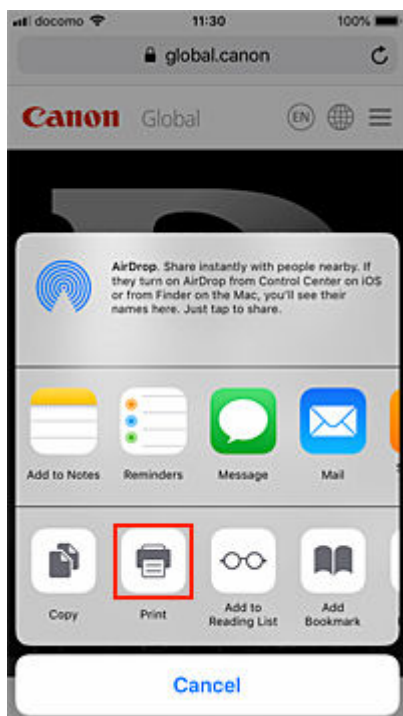 docomo 11:30 100%
global.canon
Canon Global EN
AirDrop. Share instantly with people nearby. If
they turn on AirDrop from Control Center on iOS
or from Finder on the Mac, you'll see their
names here. Just tap to share.
Add to Notes Reminders Message Mail
Copy Print Add to Reading List Add Bookmark
Cancel